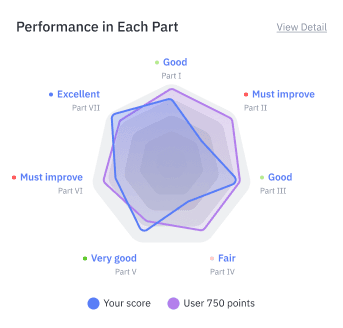 Performance in Each Part
View Detail
Good
Part I
Excellent
Part VII
Must improve
Part II
Must improve
Part VI
Good
Part III
Very good
Part V
Fair
Part IV
Your score
User 750 points